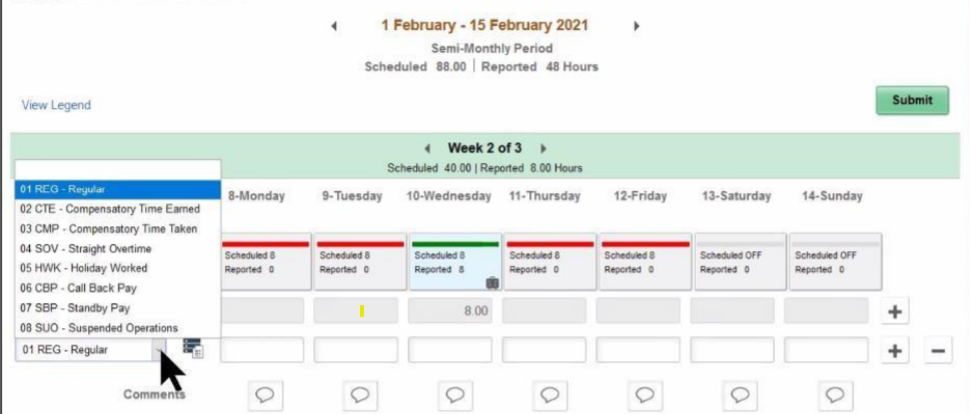 1 February - 15 February 2021
Semi-Monthly Period
Scheduled 88.00 | Reported 48 Hours
View Legend
Submit
Week 2 of 3
Scheduled 40.00 | Reported 8.00 Hours
01 REG - Regular
02 CTE - Compensatory Time Earned
03 CMP - Compensatory Time Taken
04 SOV - Straight Overtime
05 HWK - Holiday Worked
06 CBP - Call Back Pay
07 SBP - Standby Pay
08 SUO - Suspended Operations
8-Monday 9-Tuesday 10-Wednesday 11-Thursday 12-Friday 13-Saturday 14-Sunday
Scheduled 8 Scheduled 8 Scheduled 8 Scheduled 8 Scheduled 8 Scheduled OFF Scheduled OFF
Reported 0 Reported 0 Reported 8 Reported 0 Reported 0 Reported 0 Reported 0
8.00 +
01 REG - Regular + -
Comments